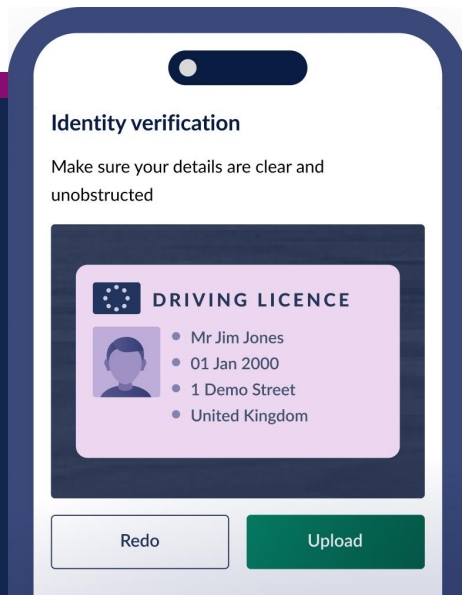 Identity verification
Make sure your details are clear and
unobstructed
DRIVING LICENCE
Mr Jim Jones
01 Jan 2000
1 Demo Street
United Kingdom
Redo
Upload